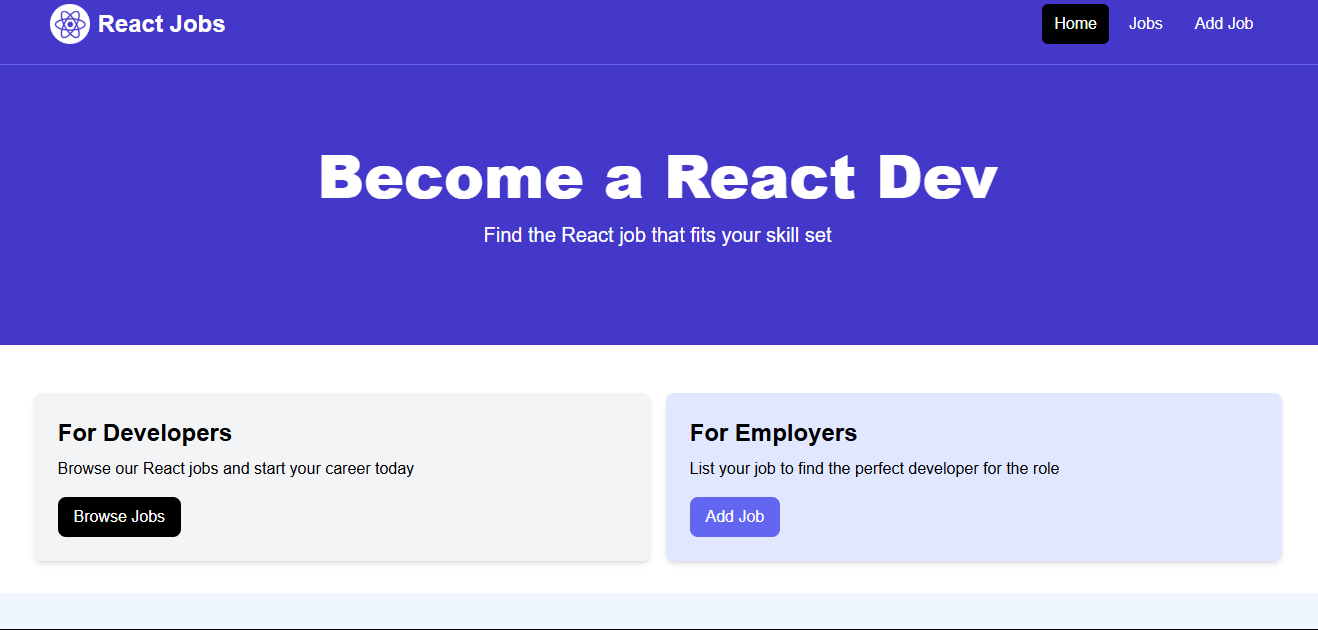 React Jobs
Home
Jobs
Add Job
Become a React Dev
Find the React job that fits your skill set
For Developers
Browse our React jobs and start your career today
Browse Jobs
For Employers
List your job to find the perfect developer for the role
Add Job